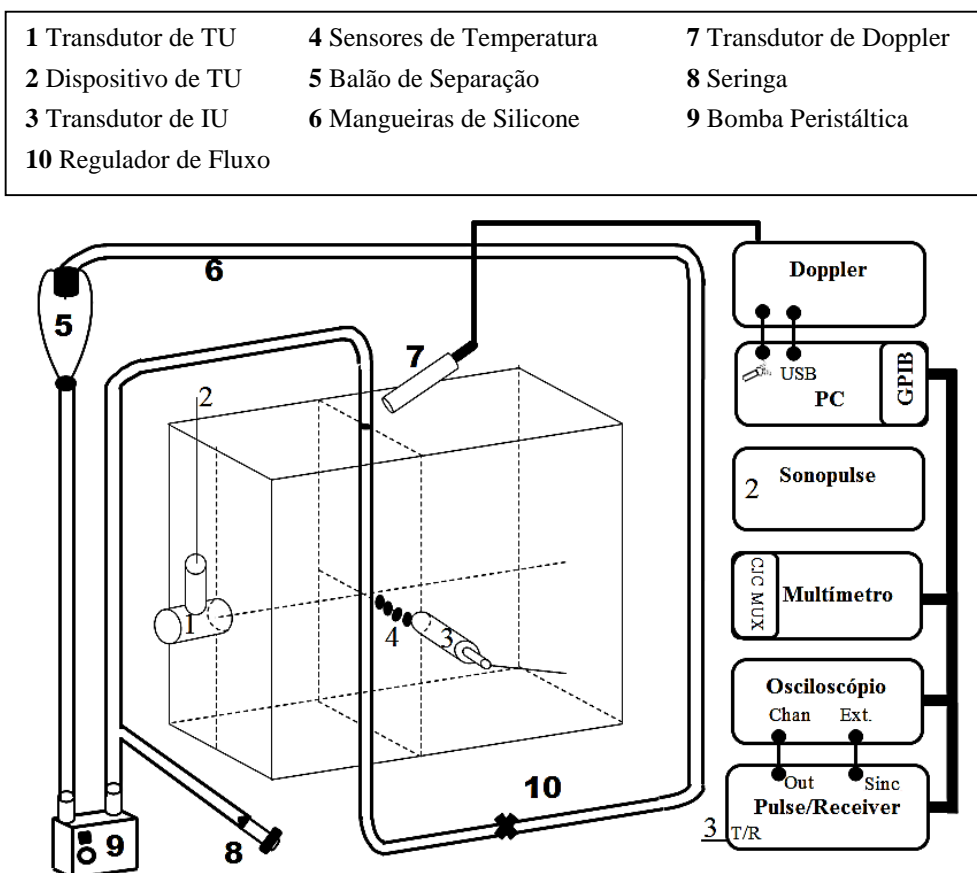 1 Transdutor de TU 4 Sensores de Temperatura 7 Transdutor de Doppler
2 Dispositivo de TU 5 Balão de Separação 8 Seringa
3 Transdutor de IU 6 Mangueiras de Silicone 9 Bomba Peristáltica
10 Regulador de Fluxo
6
5
7
2
1
4
3
10
9
8
Doppler
USB
PC
GPIB
2 Sonopulse
CJC MUX
Multímetro
Osciloscópio
Chan Ext.
Out Sinc
Pulse/Receiver
3 T/R